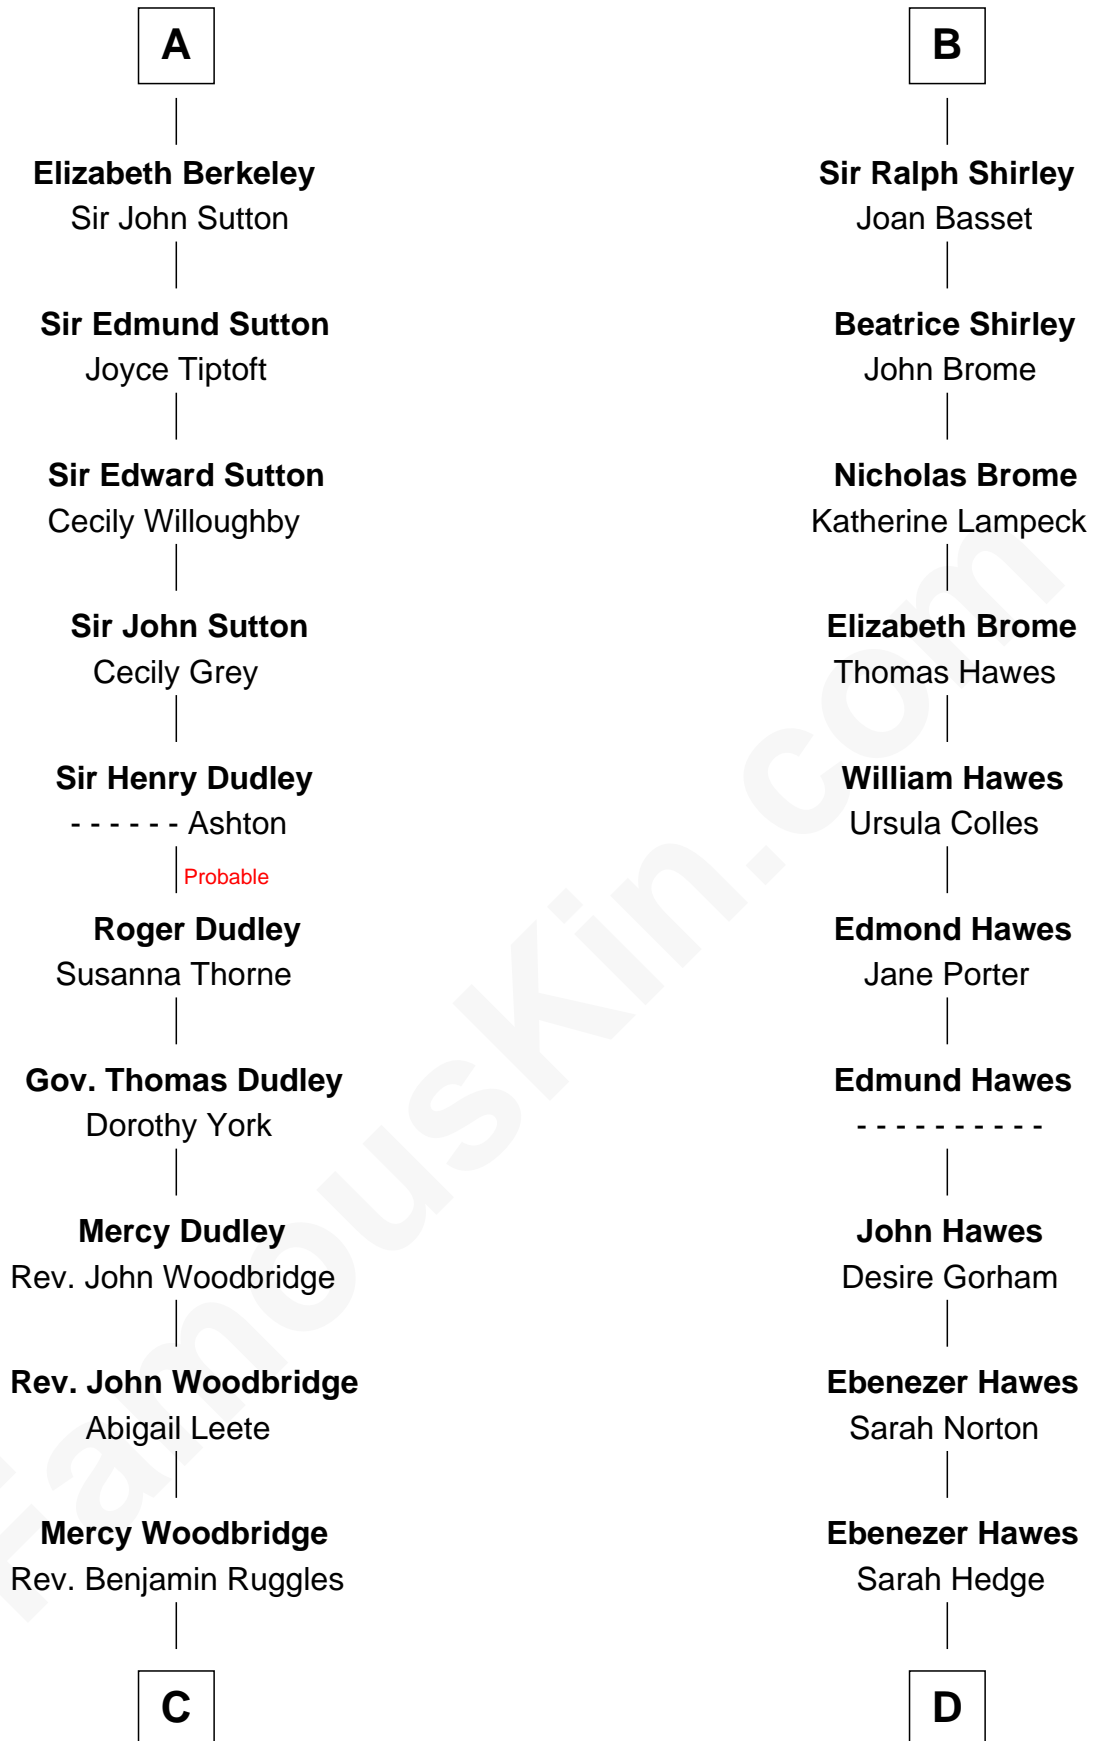 A
Elizabeth Berkeley
Sir John Sutton
Sir Edmund Sutton
Joyce Tiptoft
Sir Edward Sutton
Cecily Willoughby
Sir John Sutton
Cecily Grey
Sir Henry Dudley
- - - - - - Ashton
Probable
Roger Dudley
Susanna Thorne
Gov. Thomas Dudley
Dorothy York
Mercy Dudley
Rev. John Woodbridge
Rev. John Woodbridge
Abigail Leete
Mercy Woodbridge
Rev. Benjamin Ruggles
C
B
Sir Ralph Shirley
Joan Basset
Beatrice Shirley
John Brome
Nicholas Brome
Katherine Lampeck
Elizabeth Brome
Thomas Hawes
William Hawes
Ursula Colles
Edmond Hawes
Jane Porter
Edmund Hawes
- - - - - - - - - -
John Hawes
Desire Gorham
Ebenezer Hawes
Sarah Norton
Ebenezer Hawes
Sarah Hedge
D
FamousKin.com